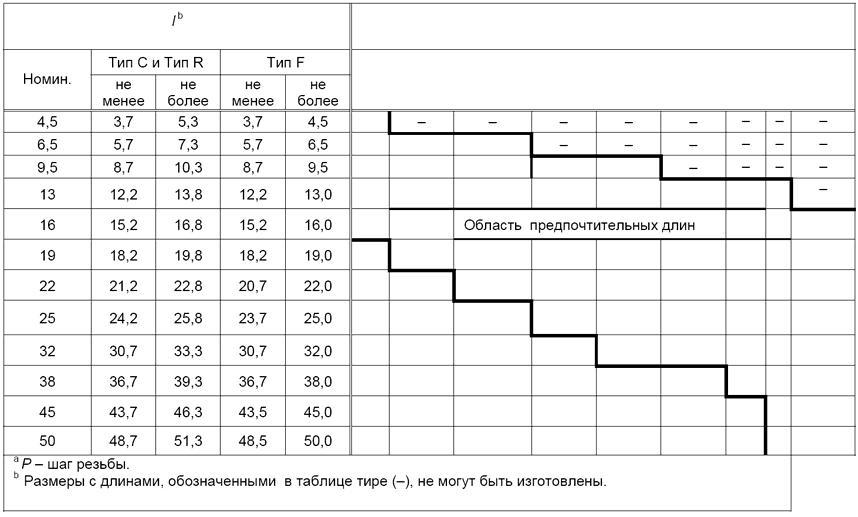 l b
Номин. Тип С и Тип R Тип F
не менее не более не менее не более
4,5 3,7 5,3 3,7 4,5 – – – – – – –
6,5 5,7 7,3 5,7 6,5 – – – – –
9,5 8,7 10,3 8,7 9,5 – – – –
13 12,2 13,8 12,2 13,0 –
16 15,2 16,8 15,2 16,0 Область предпочтительных длин
19 18,2 19,8 18,2 19,0
22 21,2 22,8 20,7 22,0
25 24,2 25,8 23,7 25,0
32 30,7 33,3 30,7 32,0
38 36,7 39,3 36,7 38,0
45 43,7 46,3 43,5 45,0
50 48,7 51,3 48,5 50,0
a P – шаг резьбы.
b Размеры с длинами, обозначенными в таблице тире (–), не могут быть изготовлены.